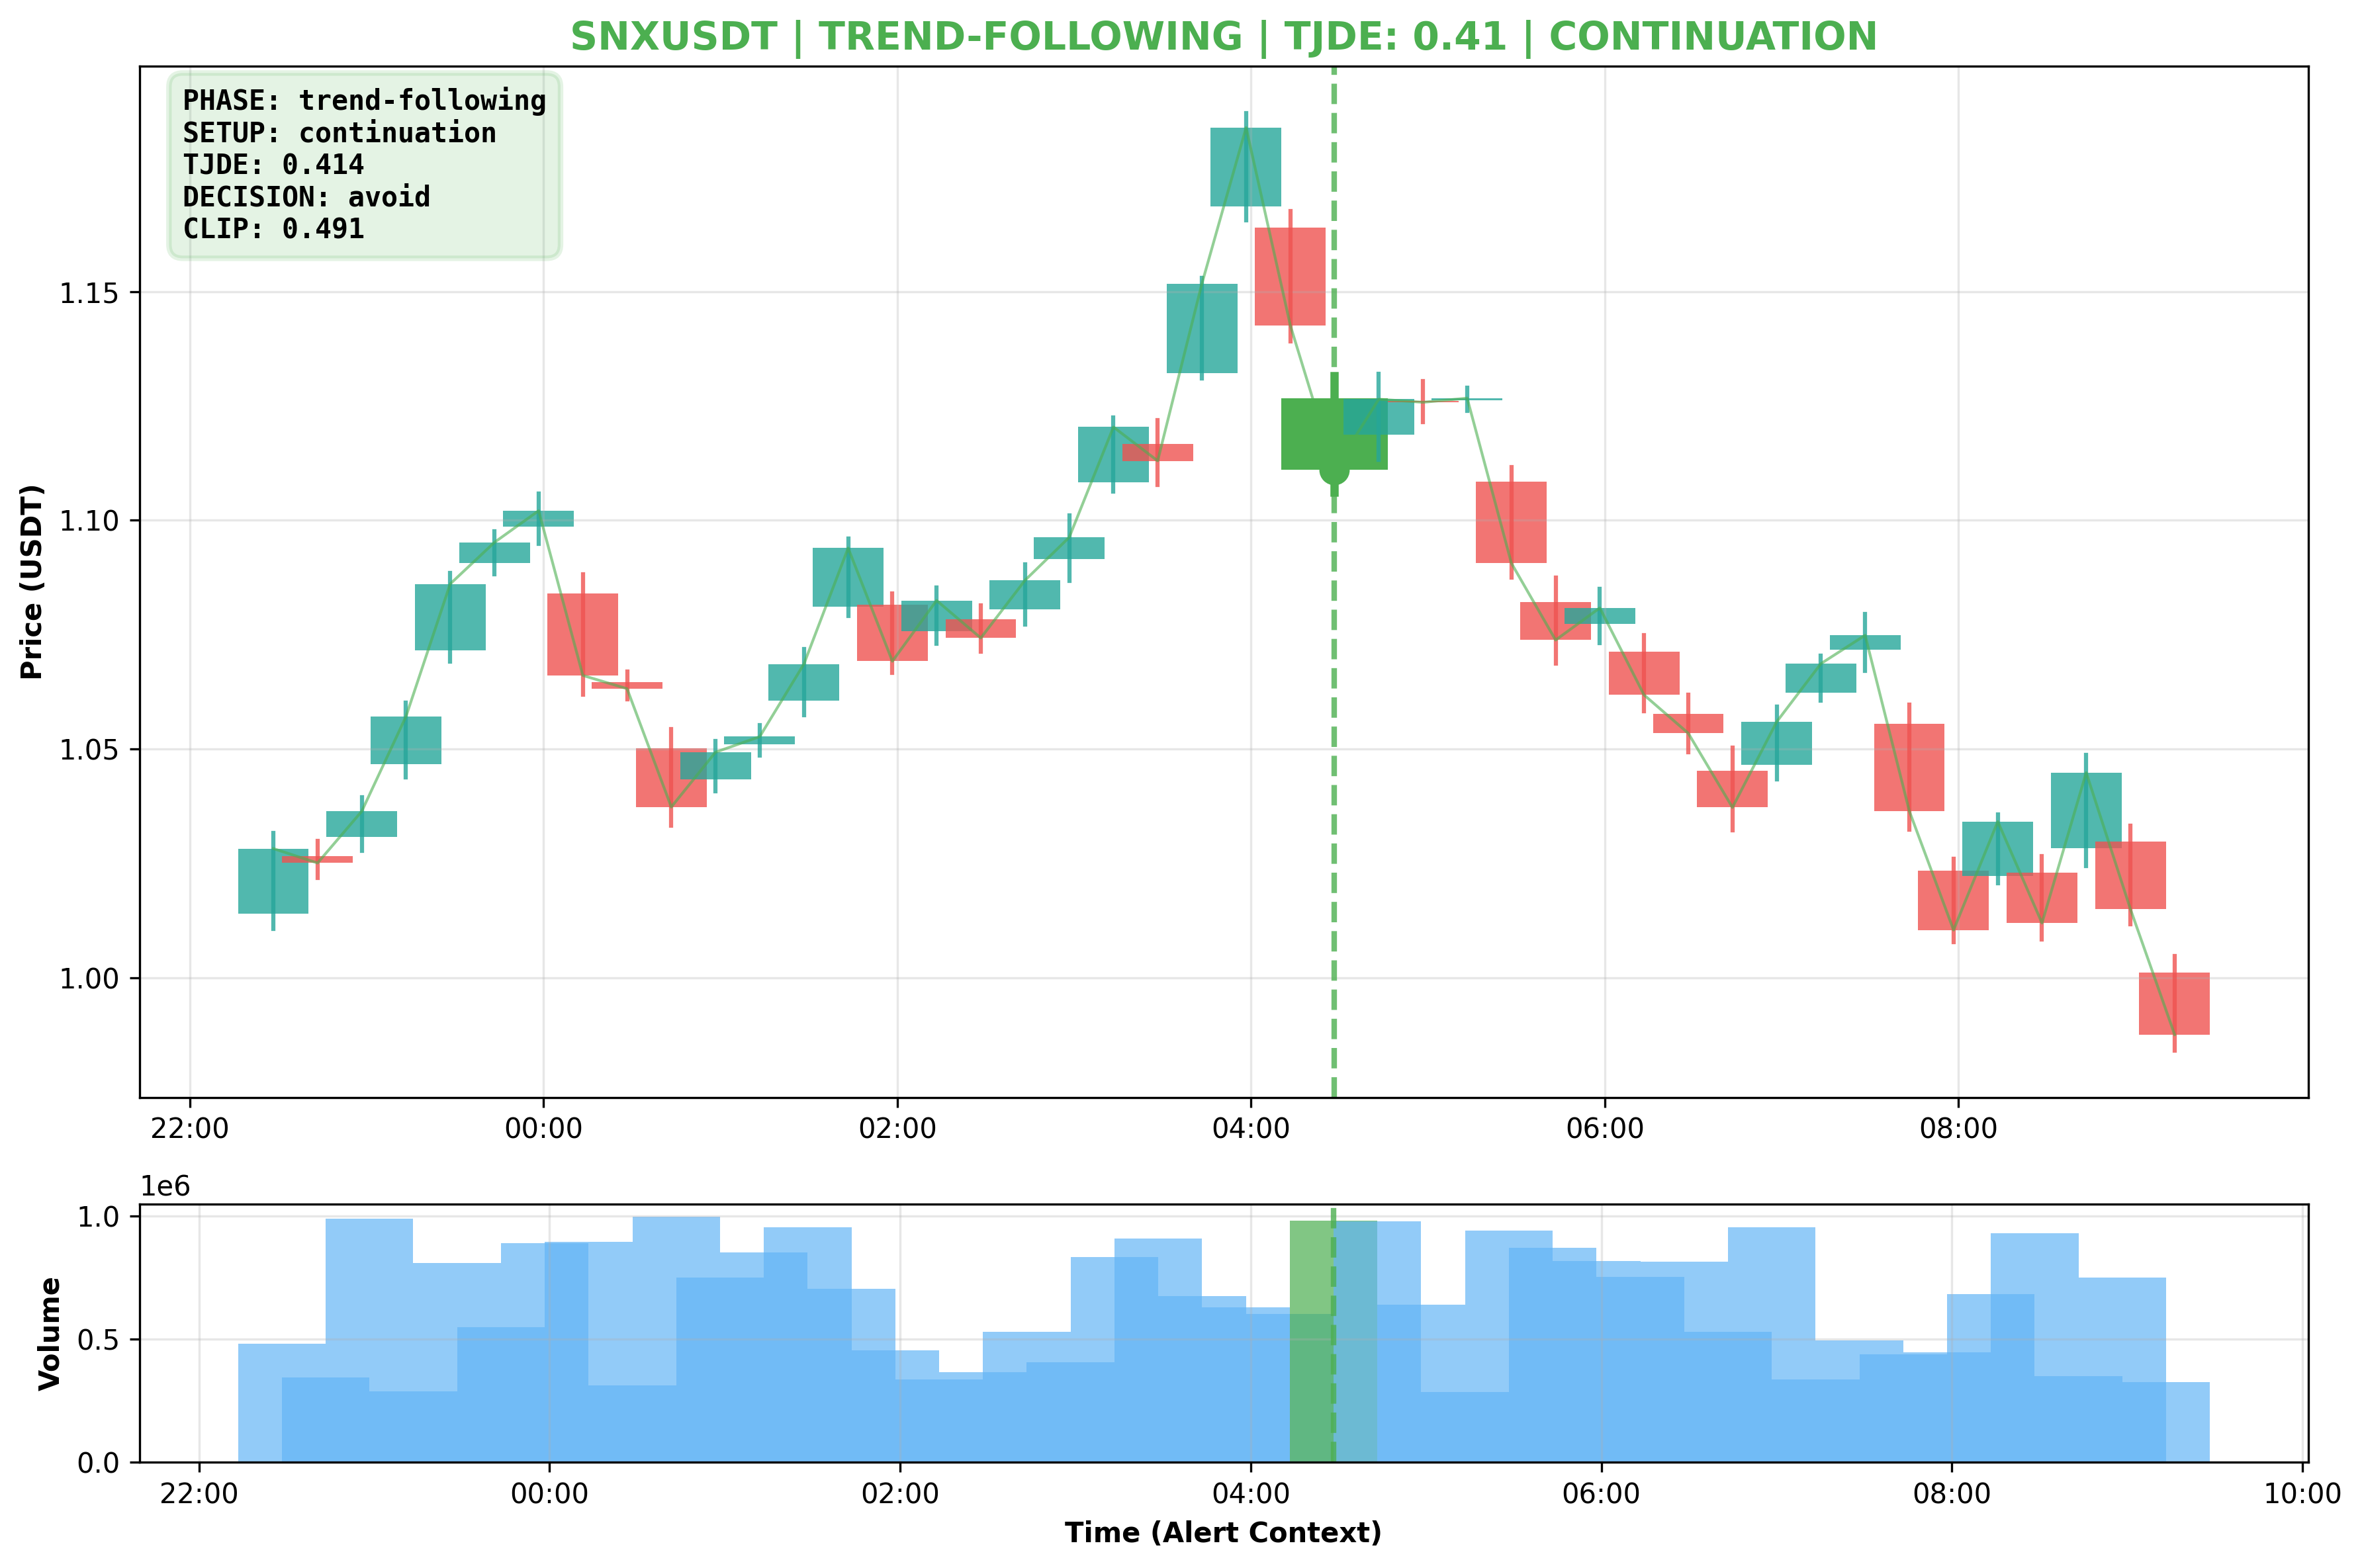 SNXUSDT | TREND-FOLLOWING | TJDE: 0.41 | CONTINUATION
PHASE: trend-following
SETUP: continuation
TJDE: 0.414
DECISION: avoid
CLIP: 0.491
Price (USDT)
1.15
1.10
1.05
1.00
22:00
00:00
02:00
04:00
06:00
08:00
1e6
Volume
1.0
0.5
0.0
22:00
00:00
02:00
04:00
06:00
08:00
10:00
Time (Alert Context)